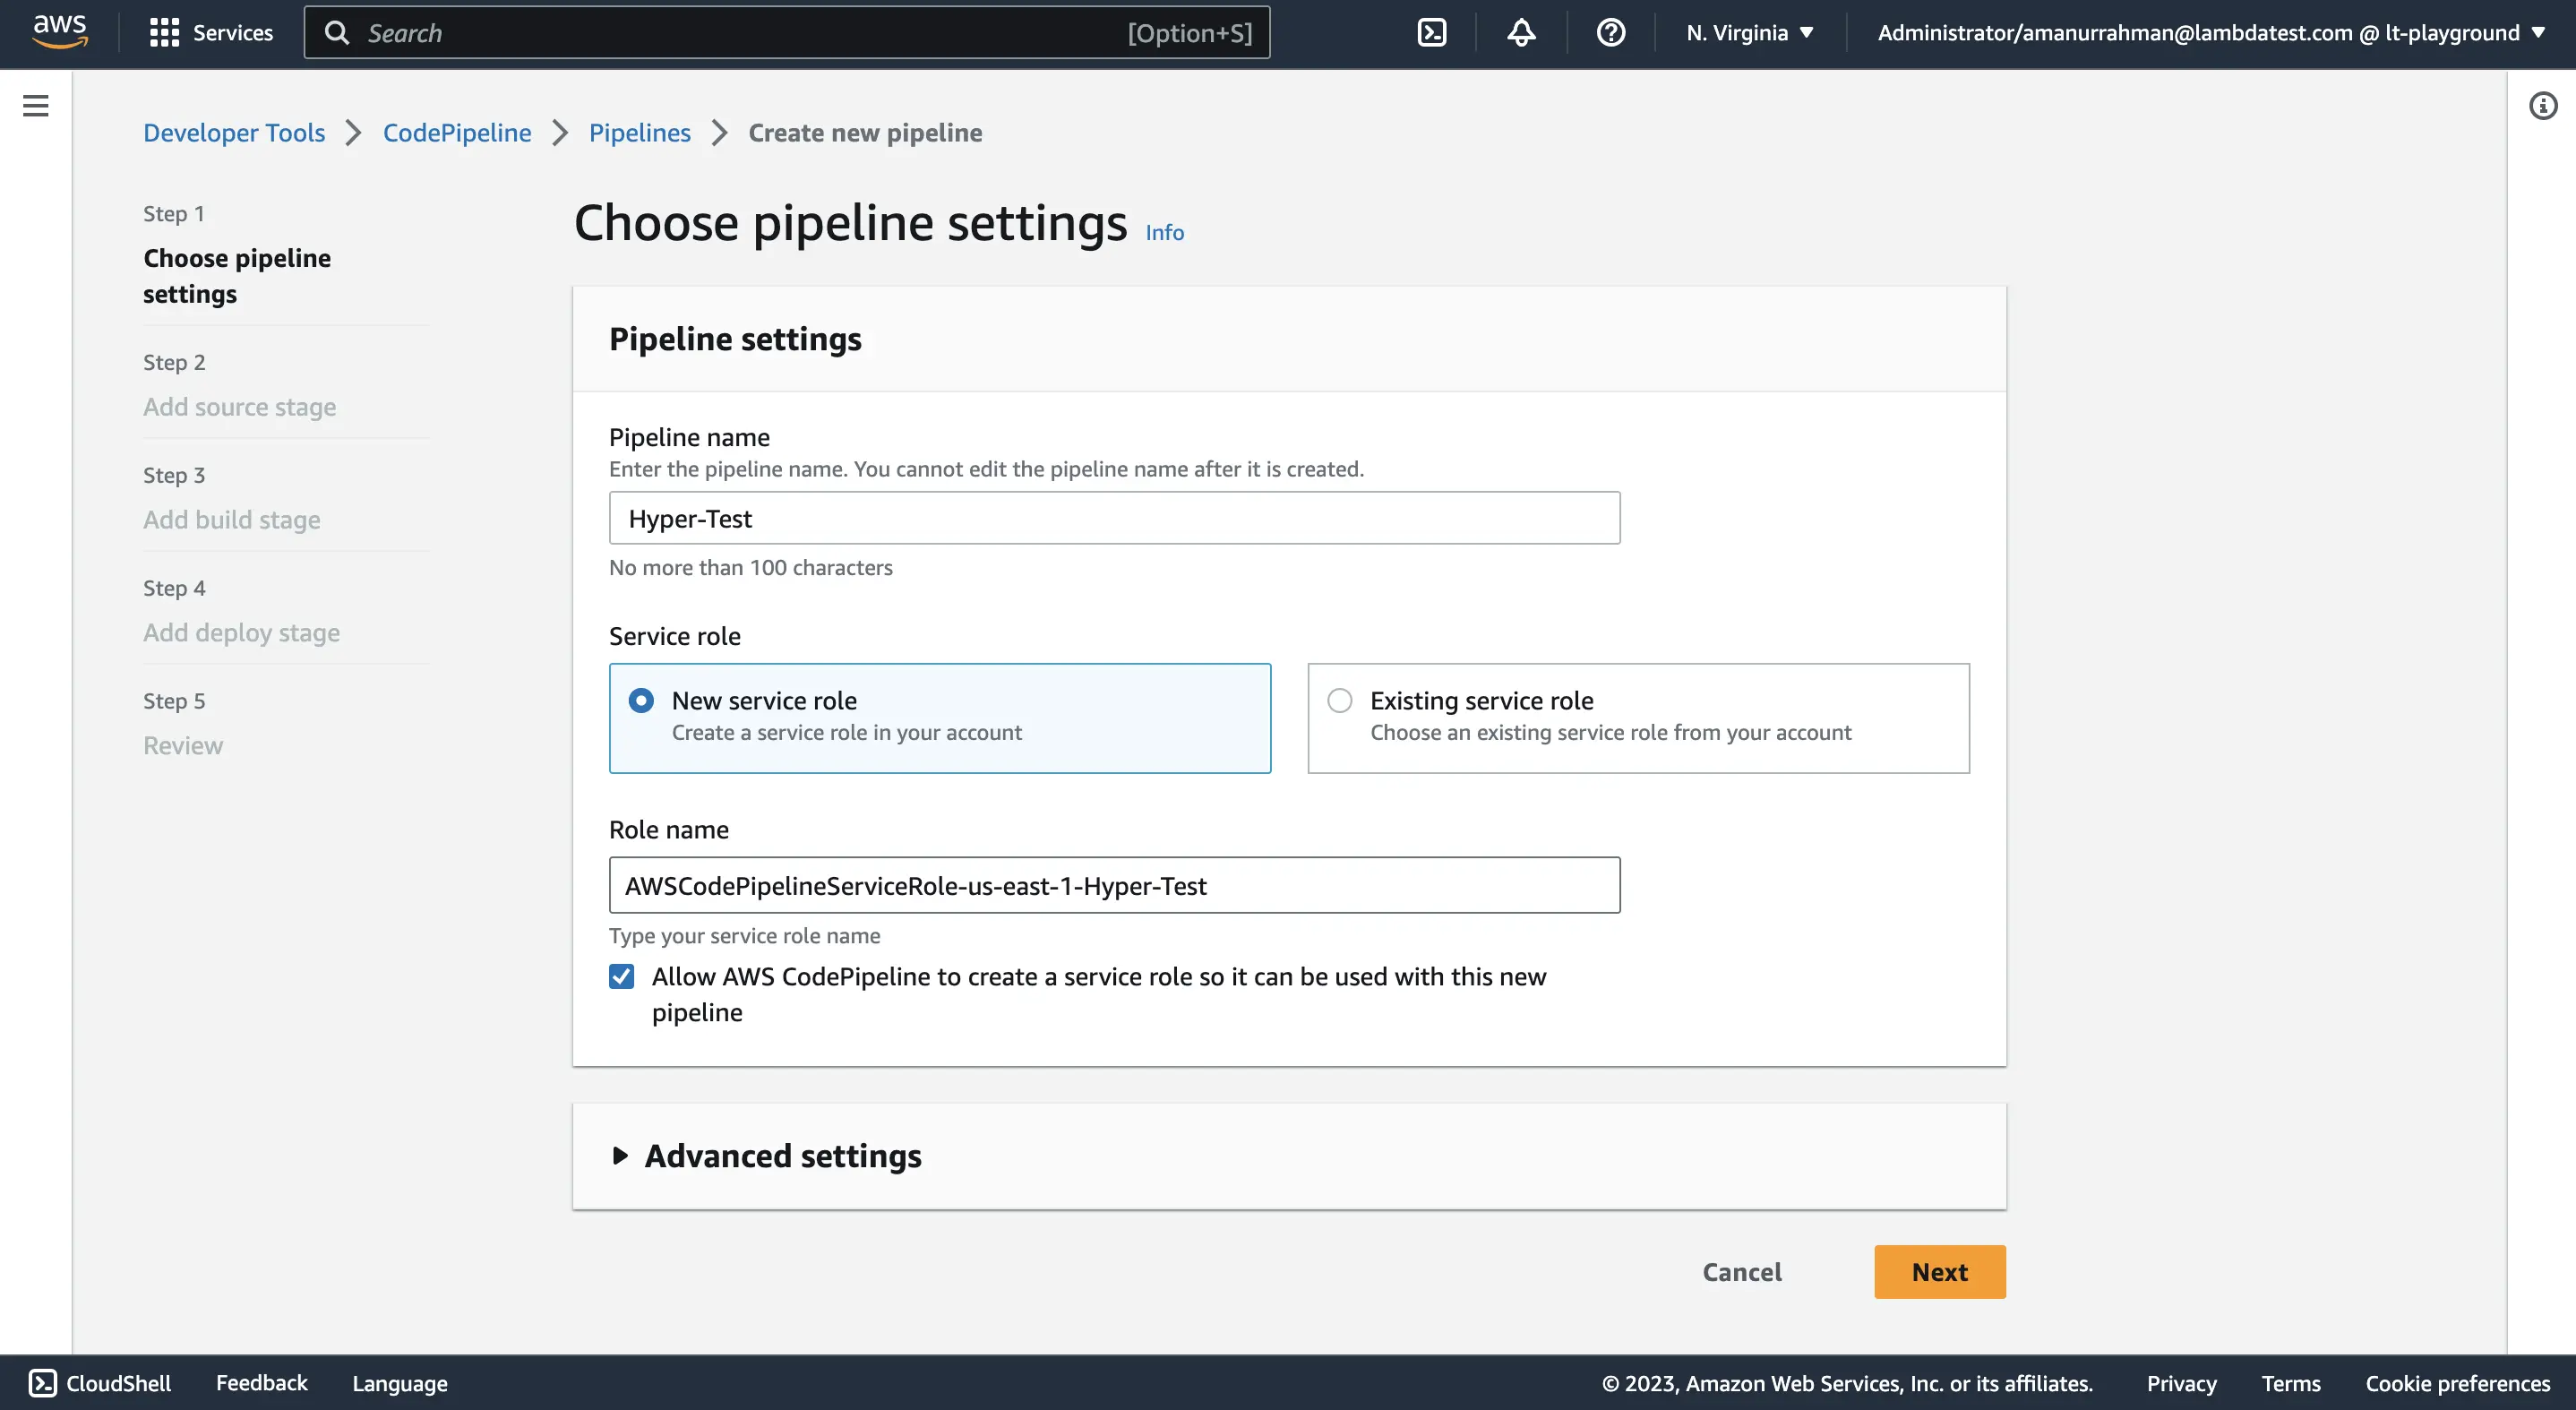 aws
Services
Search
[Option+S]
N. Virginia
Administrator/amanurrahman@lambdatest.com @ lt-playground
Developer Tools
CodePipeline
Pipelines
Create new pipeline
Step 1
Choose pipeline
settings
Step 2
Add source stage
Step 3
Add build stage
Step 4
Add deploy stage
Step 5
Review
Choose pipeline settings Info
Pipeline settings
Pipeline name
Enter the pipeline name. You cannot edit the pipeline name after it is created.
Hyper-Test
No more than 100 characters
Service role
New service role
Create a service role in your account
Existing service role
Choose an existing service role from your account
Role name
AWSCodePipelineServiceRole-us-east-1-Hyper-Test
Type your service role name
Allow AWS CodePipeline to create a service role so it can be used with this new
pipeline
Advanced settings
Cancel
Next
CloudShell
Feedback
Language
© 2023, Amazon Web Services, Inc. or its affiliates.
Privacy
Terms
Cookie preferences